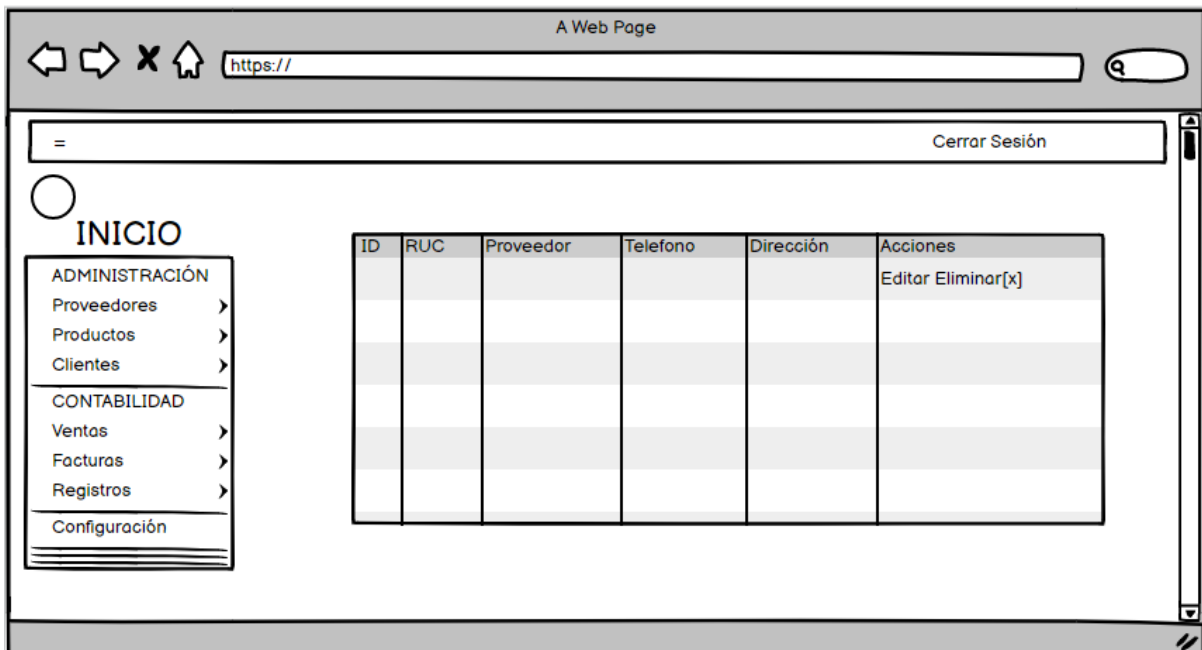 A Web Page
https://
= Cerrar Sesión
INICIO
ADMINISTRACIÓN
Proveedores
Productos
Clientes
CONTABILIDAD
Ventas
Facturas
Registros
Configuración
ID RUC Proveedor Telefono Dirección Acciones
Editar Eliminar[x]